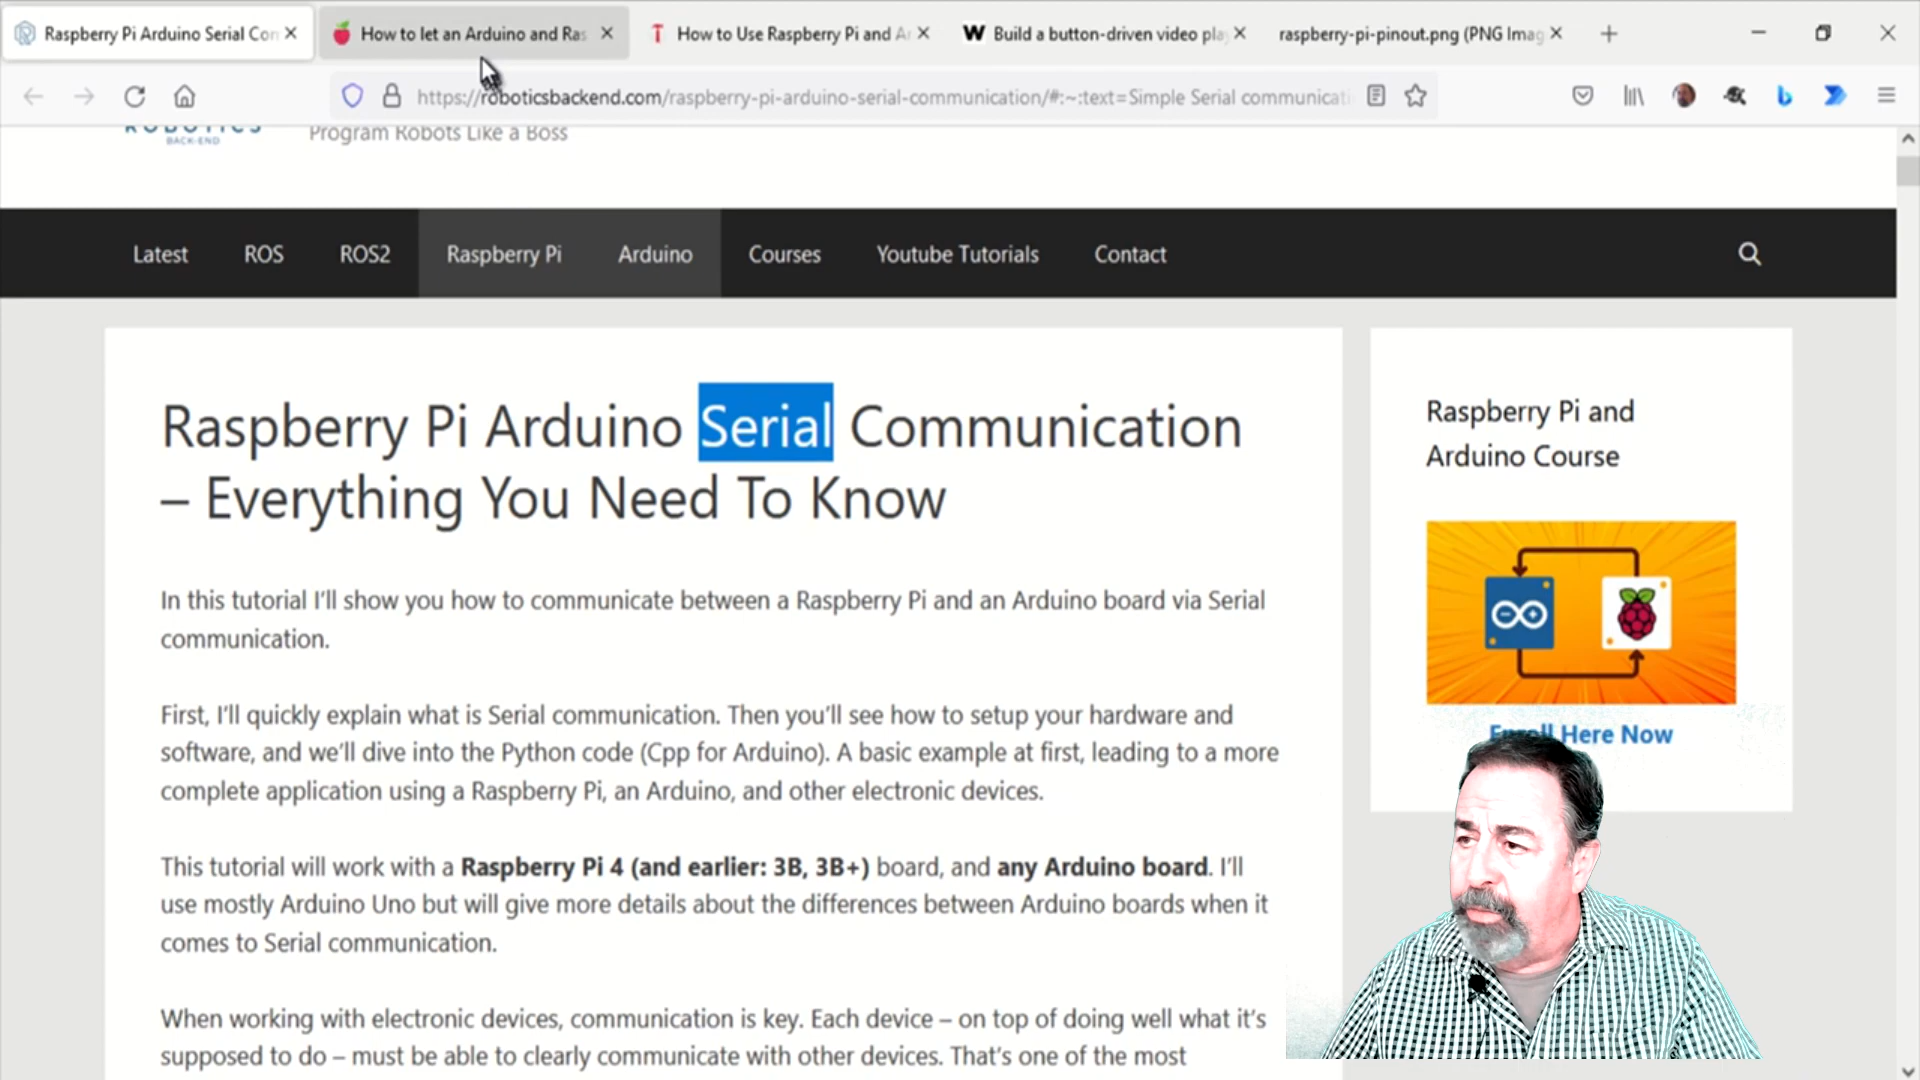 Raspberry Pi Arduino Serial Con
How to let an Arduino and Ras
How to Use Raspberry Pi and Ar
Build a button-driven video pla
raspberry-pi-pinout.png (PNG Imag
https://roboticsbackend.com/raspberry-pi-arduino-serial-communication/#:~:text=Simple Serial communicati
ROBOTICS
BACK-END
Program Robots Like a Boss
Latest ROS ROS2 Raspberry Pi Arduino Courses Youtube Tutorials Contact
Raspberry Pi Arduino Serial Communication
– Everything You Need To Know
In this tutorial I'll show you how to communicate between a Raspberry Pi and an Arduino board via Serial
communication.
First, I'll quickly explain what is Serial communication. Then you'll see how to setup your hardware and
software, and we'll dive into the Python code (Cpp for Arduino). A basic example at first, leading to a more
complete application using a Raspberry Pi, an Arduino, and other electronic devices.
This tutorial will work with a Raspberry Pi 4 (and earlier: 3B, 3B+) board, and any Arduino board. I'll
use mostly Arduino Uno but will give more details about the differences between Arduino boards when it
comes to Serial communication.
When working with electronic devices, communication is key. Each device – on top of doing well what it's
supposed to do – must be able to clearly communicate with other devices. That's one of the most
Raspberry Pi and
Arduino Course
Enroll Here Now